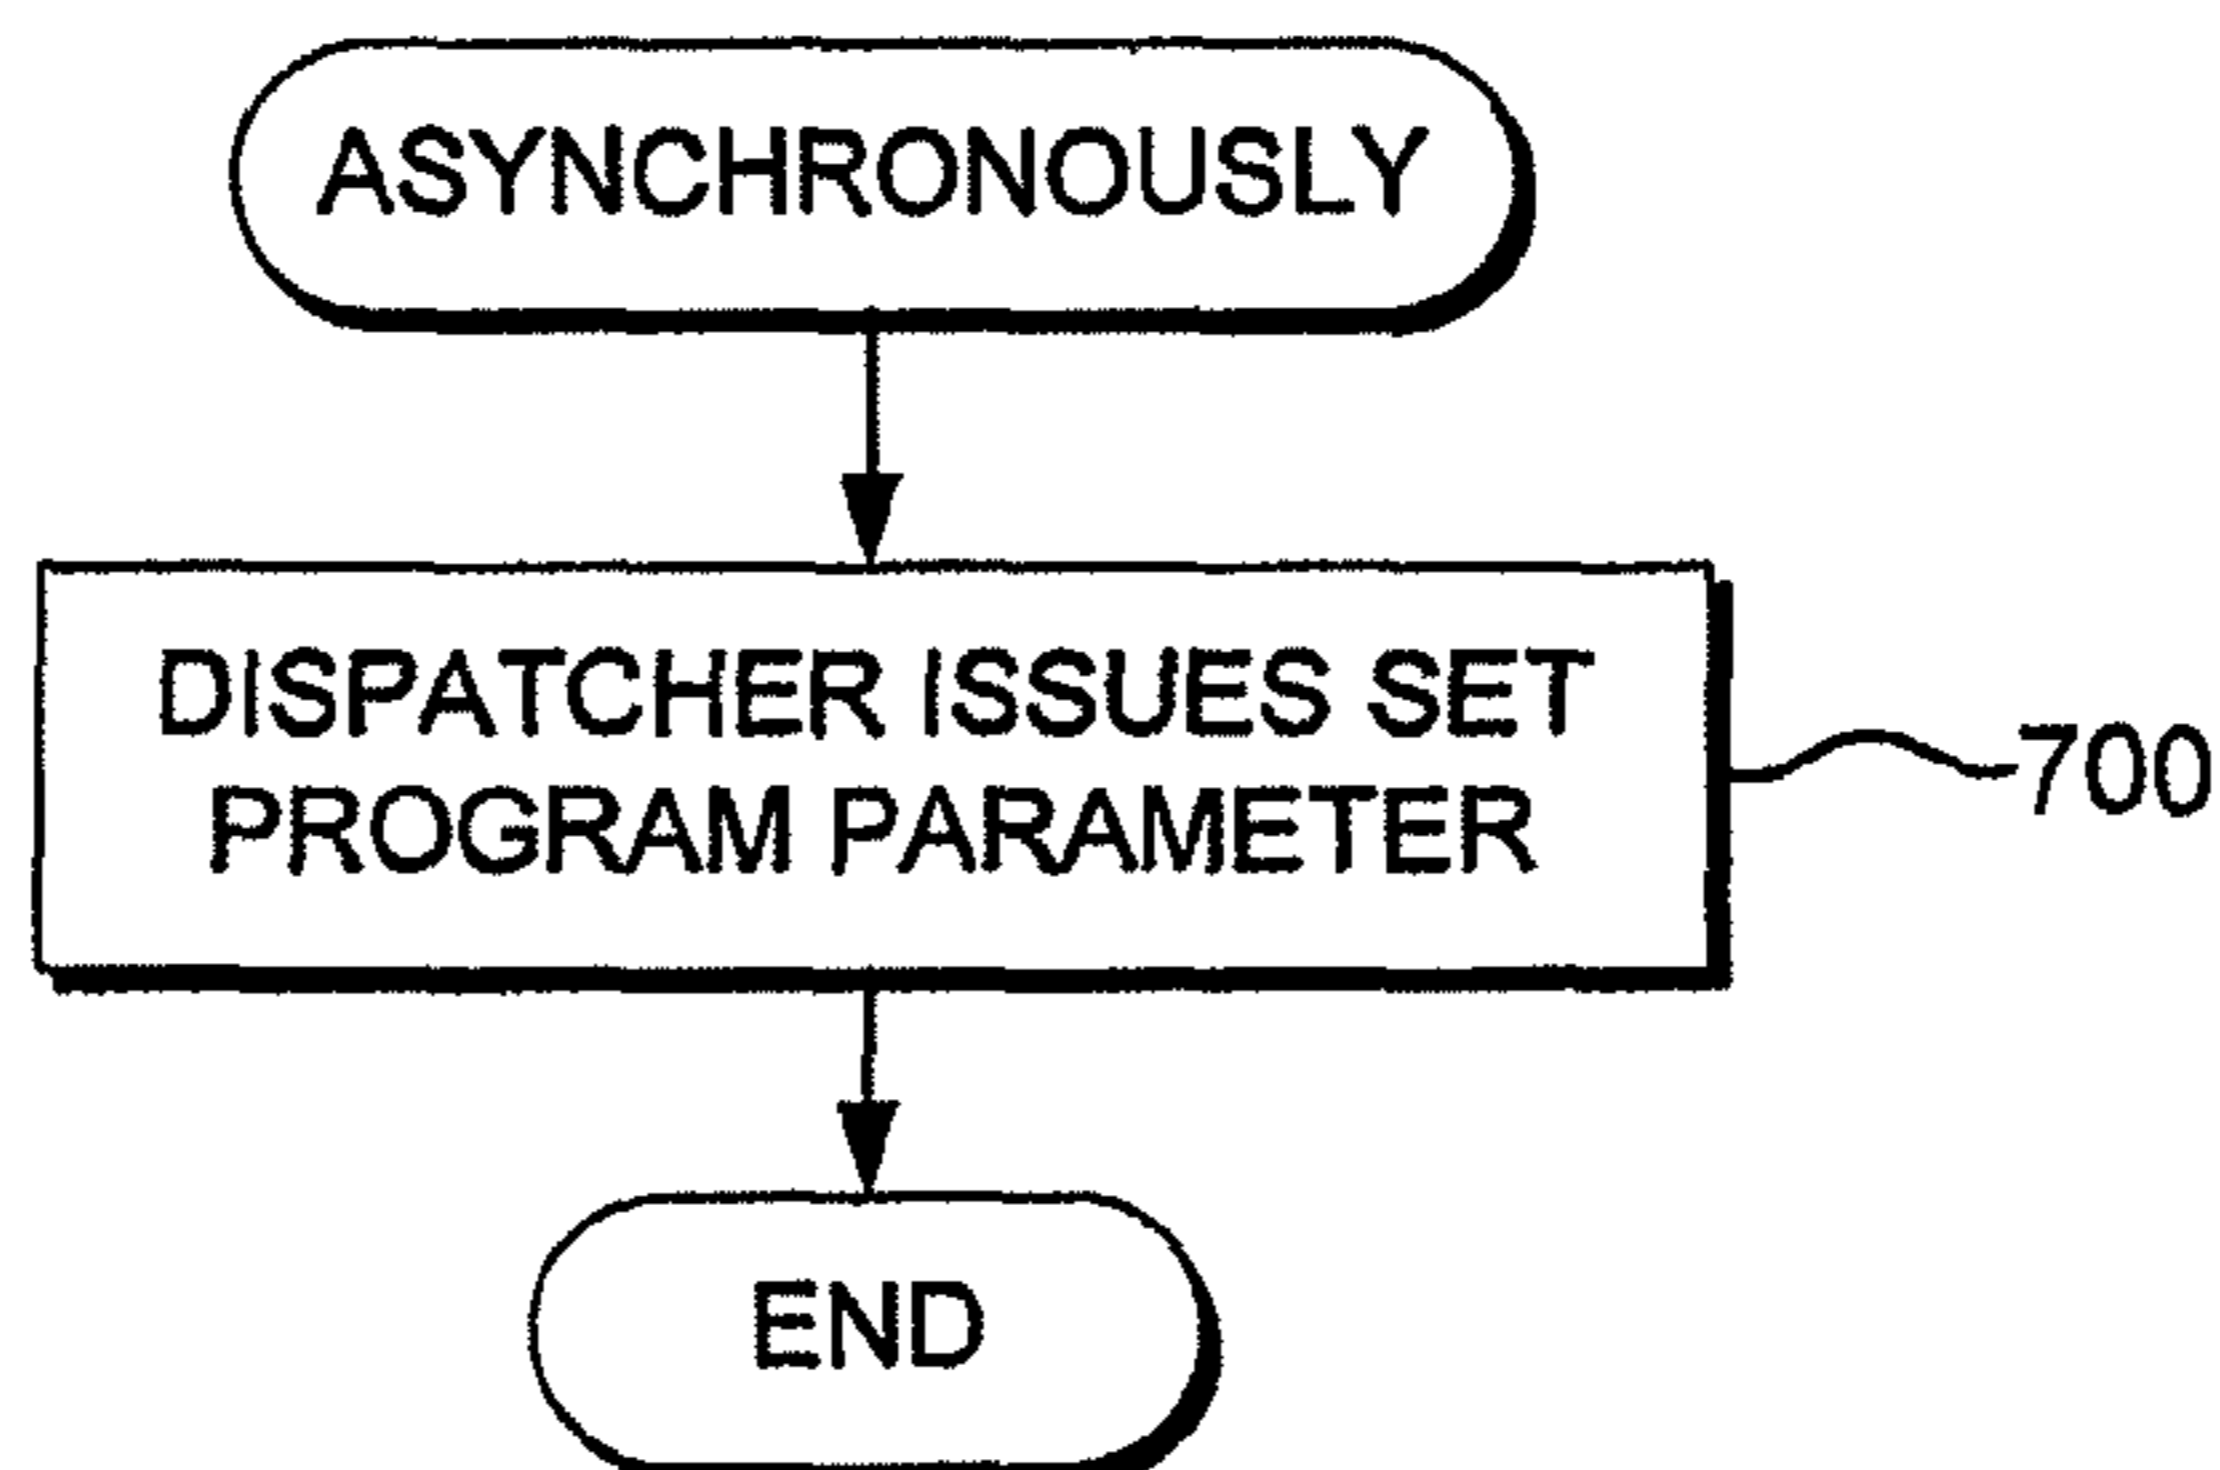 ASYNCHRONOUSLY
DISPATCHER ISSUES SET
PROGRAM PARAMETER
700
END